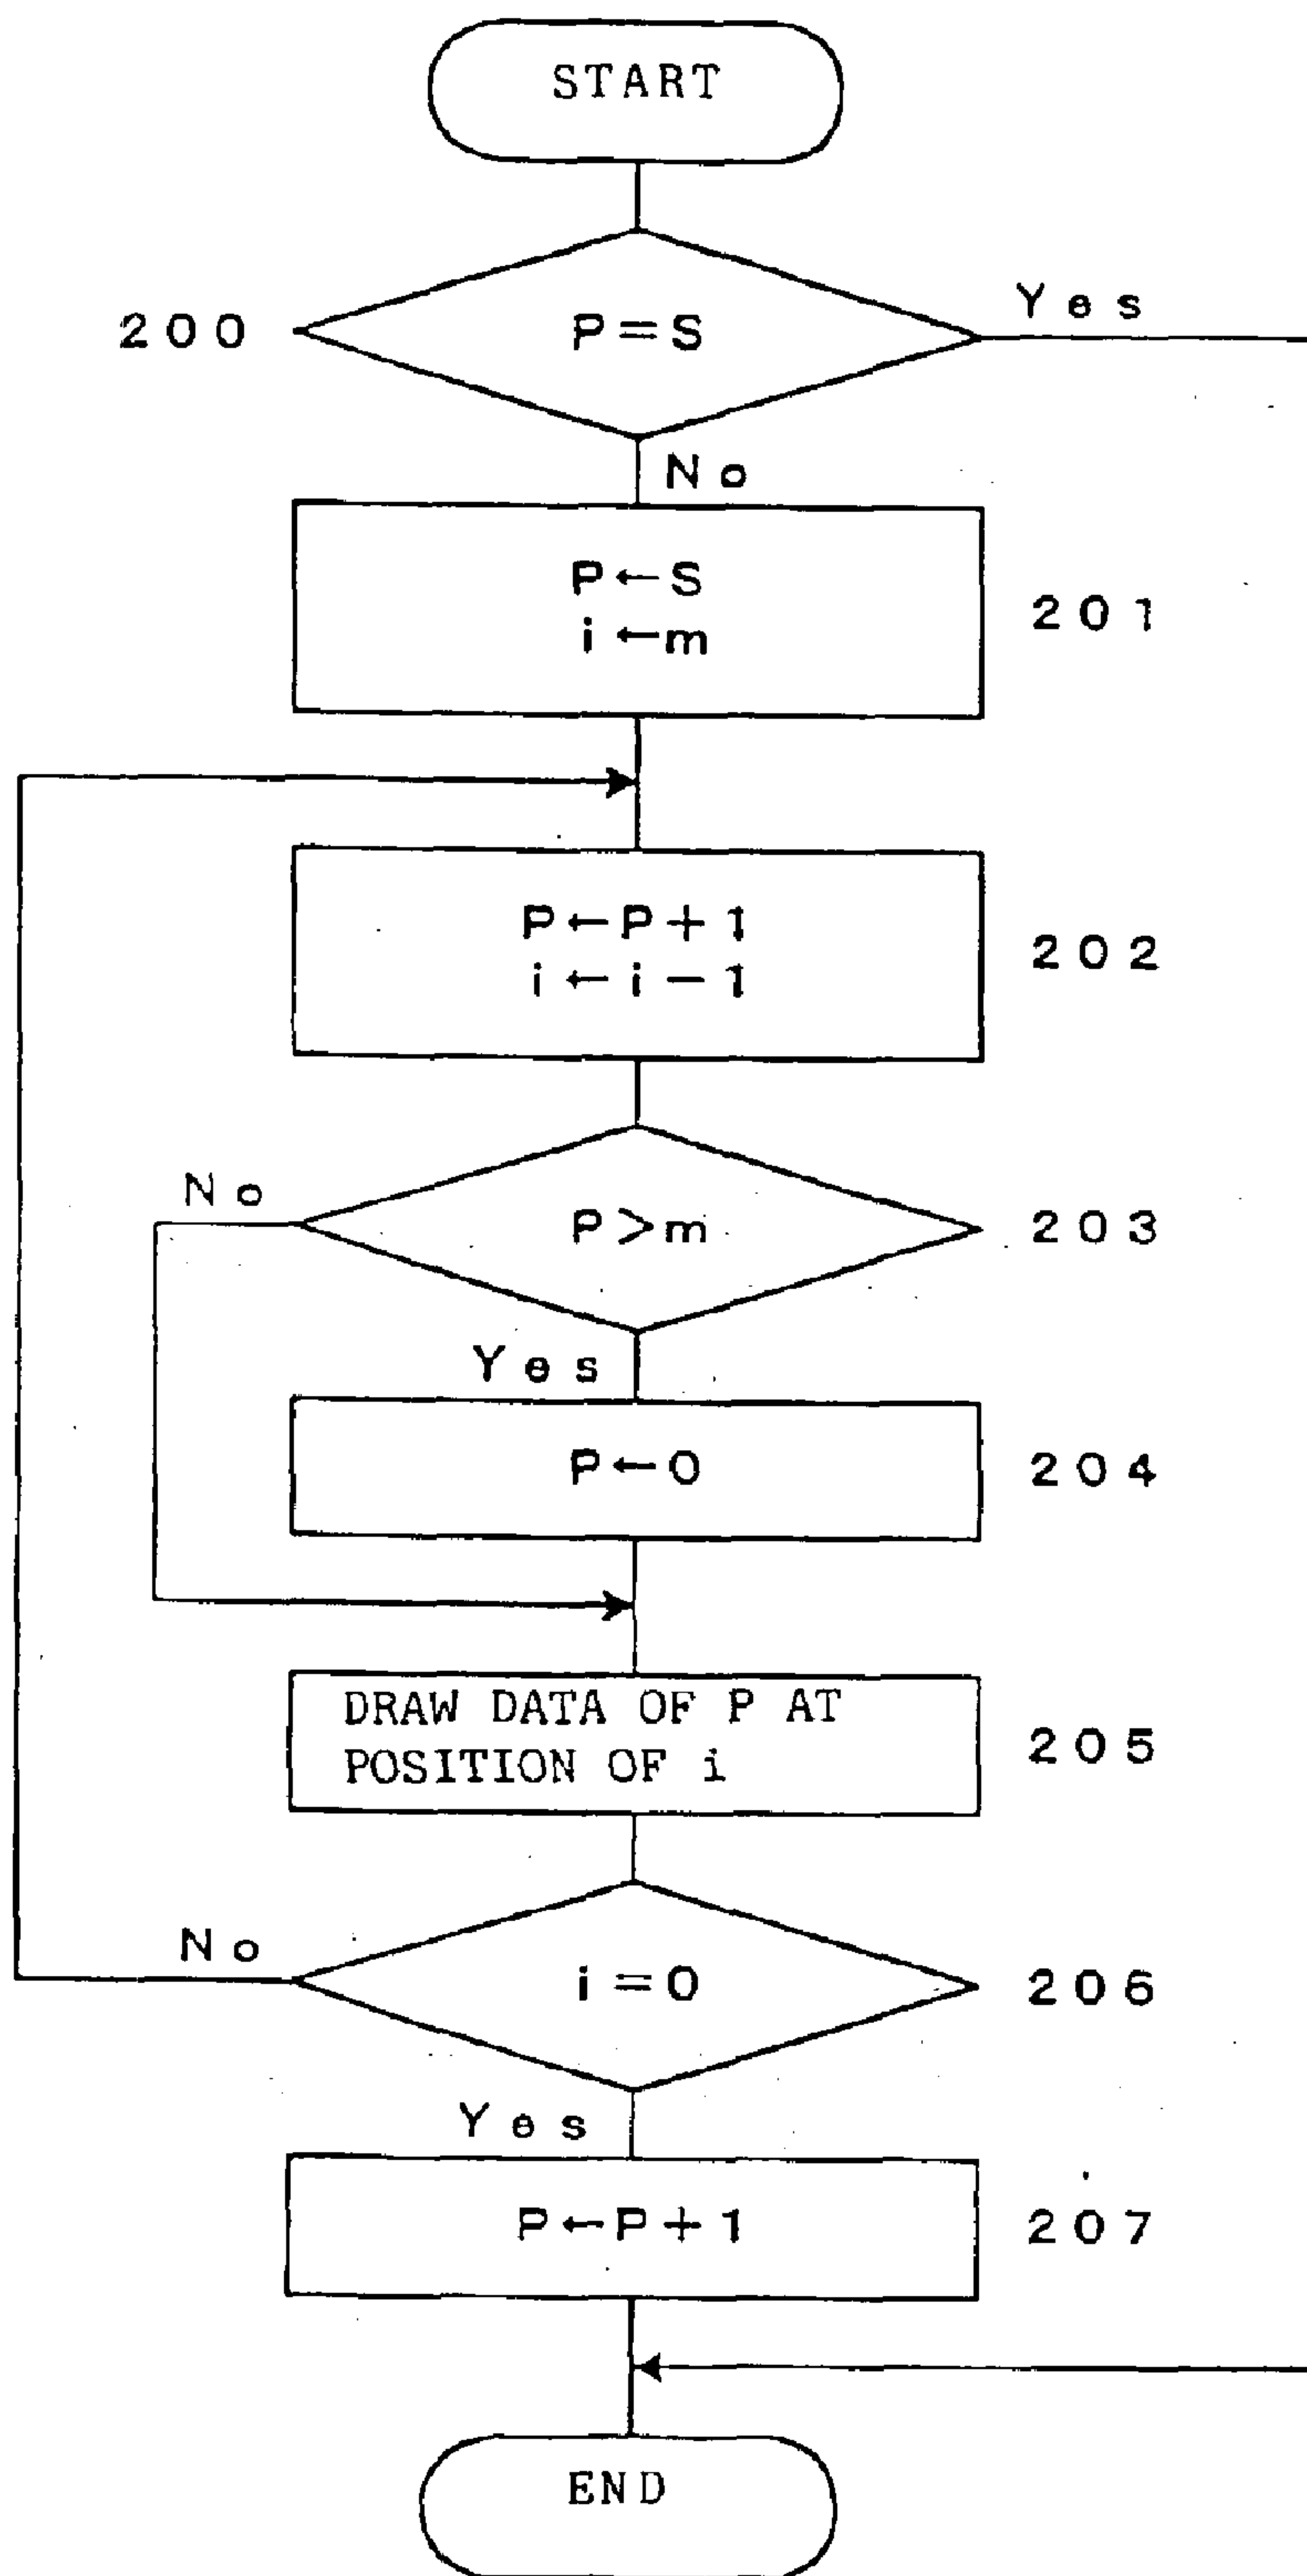 START
200
P=S
Yes
No
P←S
i←m
201
P←P+1
i←i-1
202
No
P>m
203
Yes
P←0
204
DRAW DATA OF P AT
POSITION OF i
205
No
i=0
206
Yes
P←P+1
207
END